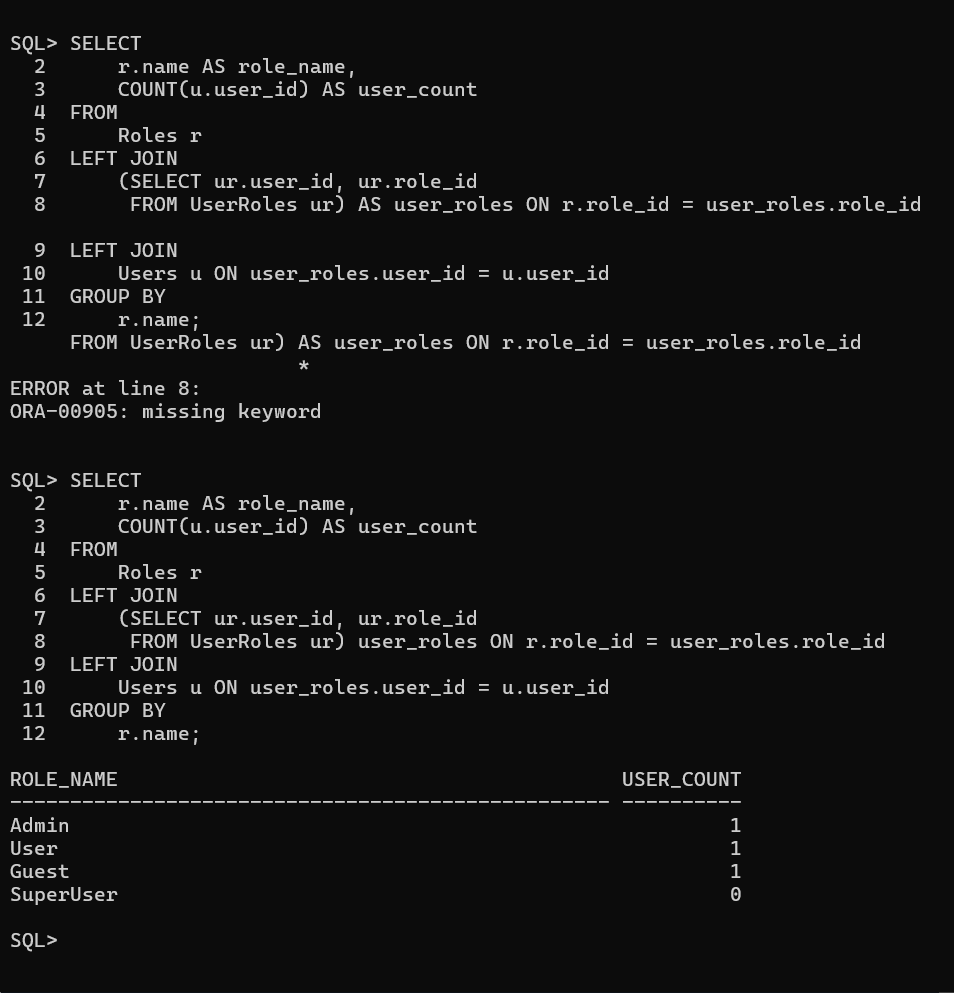 SQL> SELECT
  2      r.name AS role_name,
  3      COUNT(u.user_id) AS user_count
  4  FROM
  5      Roles r
  6  LEFT JOIN
  7      (SELECT ur.user_id, ur.role_id
  8       FROM UserRoles ur) AS user_roles ON r.role_id = user_roles.role_id
  9  LEFT JOIN
 10      Users u ON user_roles.user_id = u.user_id
 11  GROUP BY
 12      r.name;
     FROM UserRoles ur) AS user_roles ON r.role_id = user_roles.role_id
                        *
ERROR at line 8:
ORA-00905: missing keyword
SQL> SELECT
  2      r.name AS role_name,
  3      COUNT(u.user_id) AS user_count
  4  FROM
  5      Roles r
  6  LEFT JOIN
  7      (SELECT ur.user_id, ur.role_id
  8       FROM UserRoles ur) user_roles ON r.role_id = user_roles.role_id
  9  LEFT JOIN
 10      Users u ON user_roles.user_id = u.user_id
 11  GROUP BY
 12      r.name;
ROLE_NAME                                          USER_COUNT
-------------------------------------------------- ----------
Admin                                                       1
User                                                        1
Guest                                                       1
SuperUser                                                   0
SQL>